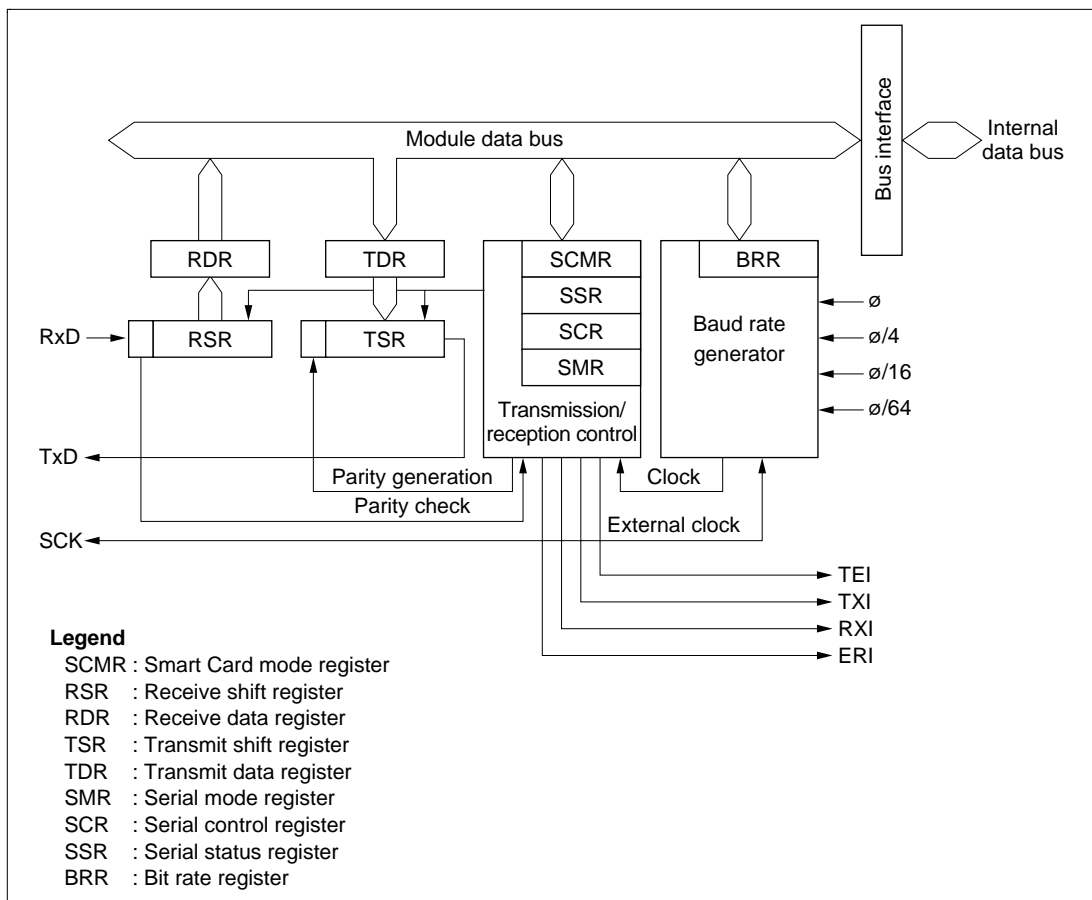 Bus interface
Internal
data bus
Module data bus
RDR
TDR
SCMR
BRR
SSR
SCR
SMR
RxD
RSR
TSR
Baud rate
generator
ø
ø/4
ø/16
ø/64
Transmission/
reception control
TxD
Parity generation
Parity check
Clock
External clock
SCK
TEI
TXI
RXI
ERI
Legend
SCMR : Smart Card mode register
RSR : Receive shift register
RDR : Receive data register
TSR : Transmit shift register
TDR : Transmit data register
SMR : Serial mode register
SCR : Serial control register
SSR : Serial status register
BRR : Bit rate register